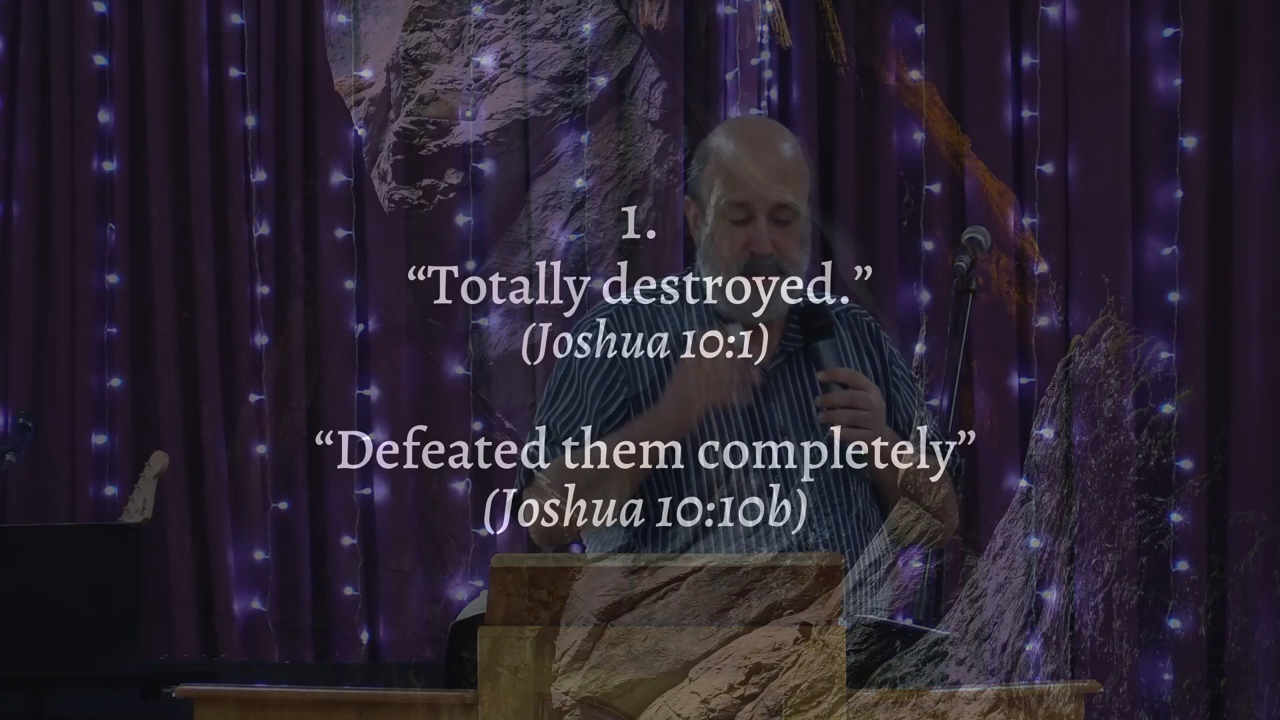 1.
“Totally destroyed.”
(Joshua 10:1)
“Defeated them completely”
(Joshua 10:10b)